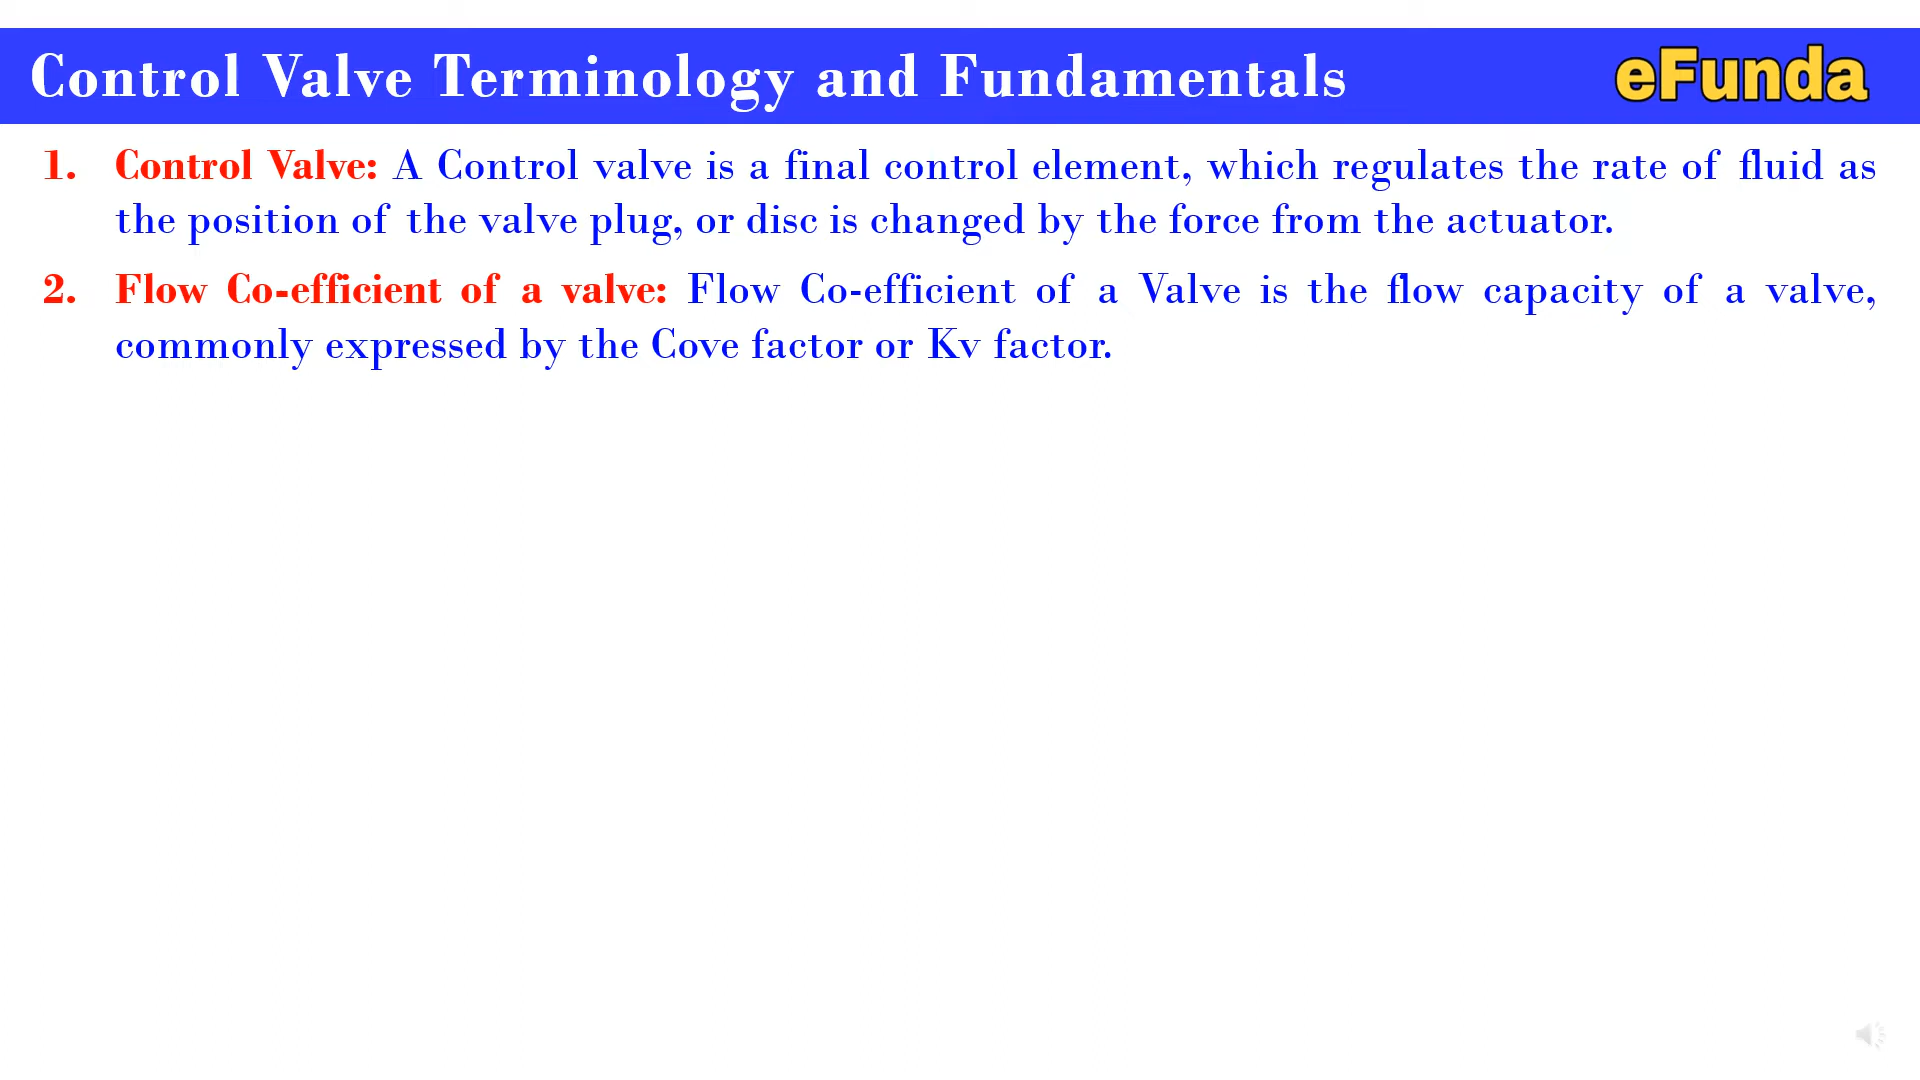 Control Valve Terminology and Fundamentals
eFunda
1. Control Valve: A Control valve is a final control element, which regulates the rate of fluid as
the position of the valve plug, or disc is changed by the force from the actuator.
2. Flow Co-efficient of a valve: Flow Co-efficient of a Valve is the flow capacity of a valve,
commonly expressed by the Cove factor or Kv factor.